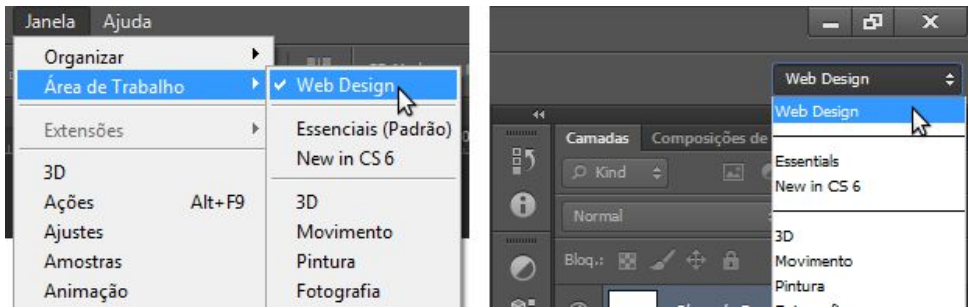 Janela Ajuda
Organizar
Área de Trabalho
Extensões
3D
Ações Alt+F9
Ajustes
Amostras
Animação
Web Design
Essenciais (Padrão)
New in CS 6
3D
Movimento
Pintura
Fotografia
Web Design
Web Design
Essentials
New in CS 6
3D
Movimento
Pintura
Camadas Composições de
Kind
Normal
Bloq.: